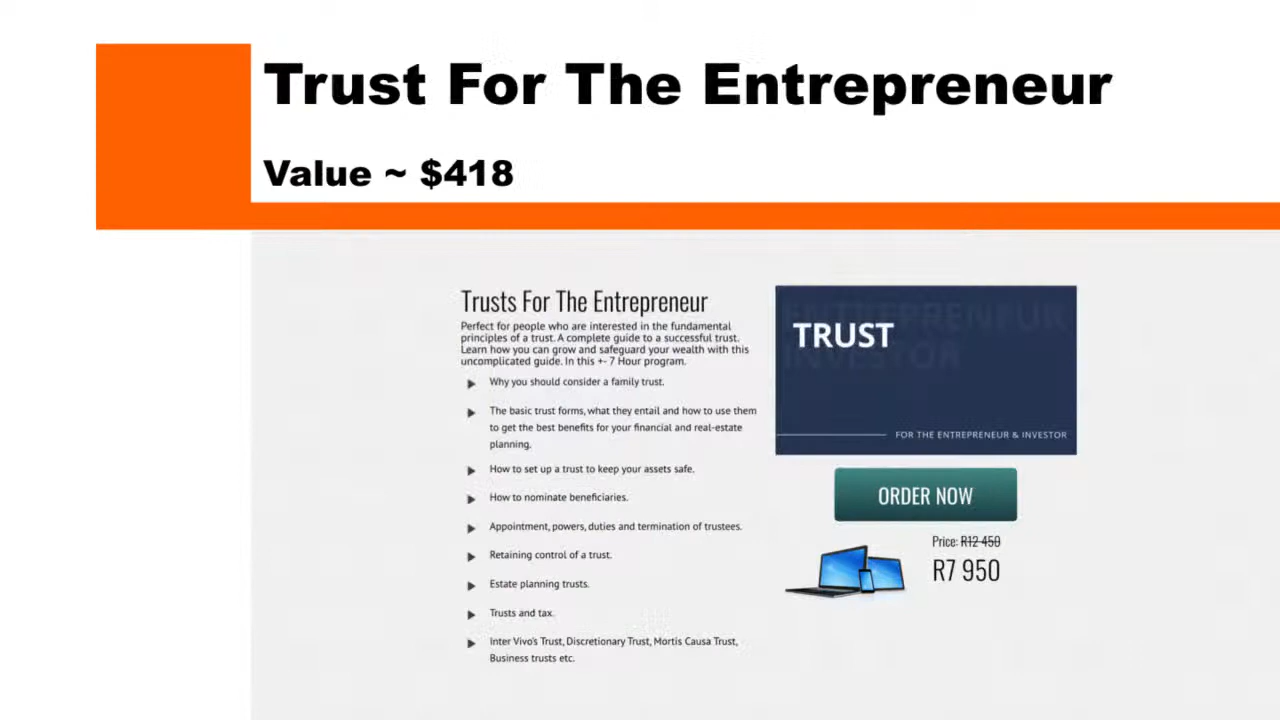 Trust For The Entrepreneur
Value ~ $418
Trusts For The Entrepreneur
Perfect for people who are interested in the fundamental
principles of a trust. A complete guide to a successful trust.
Learn how you can grow and safeguard your wealth with this
uncomplicated guide. In this +- 7 Hour program.
Why you should consider a family trust.
The basic trust forms, what they entail and how to use them
to get the best benefits for your financial and real-estate
planning.
How to set up a trust to keep your assets safe.
How to nominate beneficiaries.
Appointment, powers, duties and termination of trustees.
Retaining control of a trust.
Estate planning trusts.
Trusts and tax.
Inter Vivo's Trust, Discretionary Trust, Mortis Causa Trust,
Business trusts etc.
ENTREPRENEUR
TRUST
INVESTOR
FOR THE ENTREPRENEUR & INVESTOR
ORDER NOW
Price: R12 450
R7 950